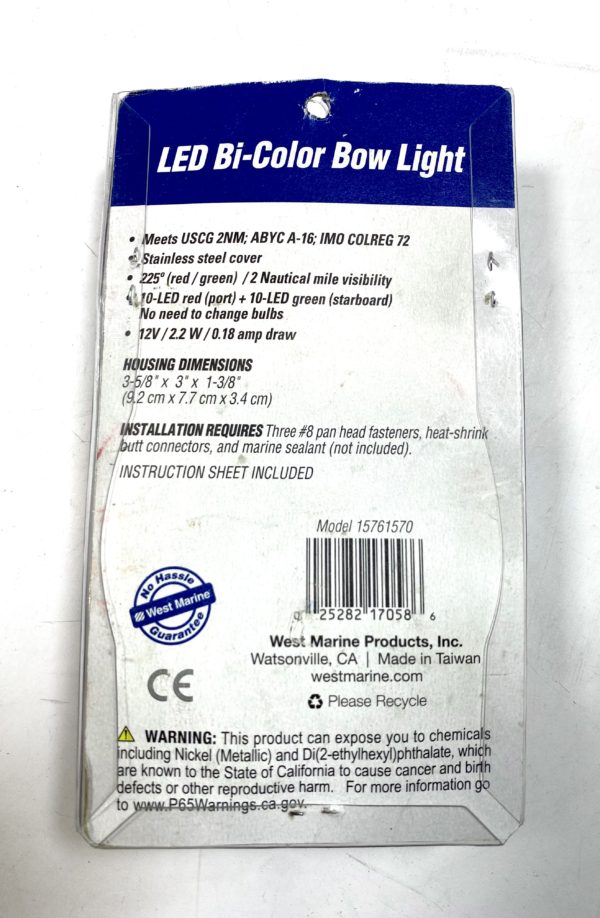 LED Bi-Color Bow Light
• Meets USCG 2NM; ABYC A-16; IMO COLREG 72
• Stainless steel cover
• 225° (red / green) / 2 Nautical mile visibility
• 10-LED red (port) + 10-LED green (starboard)
No need to change bulbs
• 12V / 2.2 W / 0.18 amp draw
HOUSING DIMENSIONS
3-5/8" x 3" x 1-3/8"
(9.2 cm x 7.7 cm x 3.4 cm)
INSTALLATION REQUIRES Three #8 pan head fasteners, heat-shrink
butt connectors, and marine sealant (not included).
INSTRUCTION SHEET INCLUDED
Model 15761570
0 25282 17058 6
No Hassle
West Marine
Guarantee
West Marine Products, Inc.
Watsonville, CA | Made in Taiwan
westmarine.com
CE
Please Recycle
WARNING: This product can expose you to chemicals
including Nickel (Metallic) and Di(2-ethylhexyl)phthalate, which
are known to the State of California to cause cancer and birth
defects or other reproductive harm. For more information go
to www.P65Warnings.ca.gov.